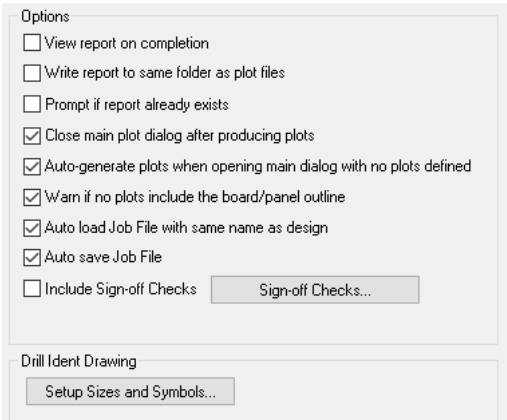 Options
View report on completion
Write report to same folder as plot files
Prompt if report already exists
Close main plot dialog after producing plots
Auto-generate plots when opening main dialog with no plots defined
Warn if no plots include the board/panel outline
Auto load Job File with same name as design
Auto save Job File
Include Sign-off Checks Sign-off Checks...
Drill Ident Drawing
Setup Sizes and Symbols...